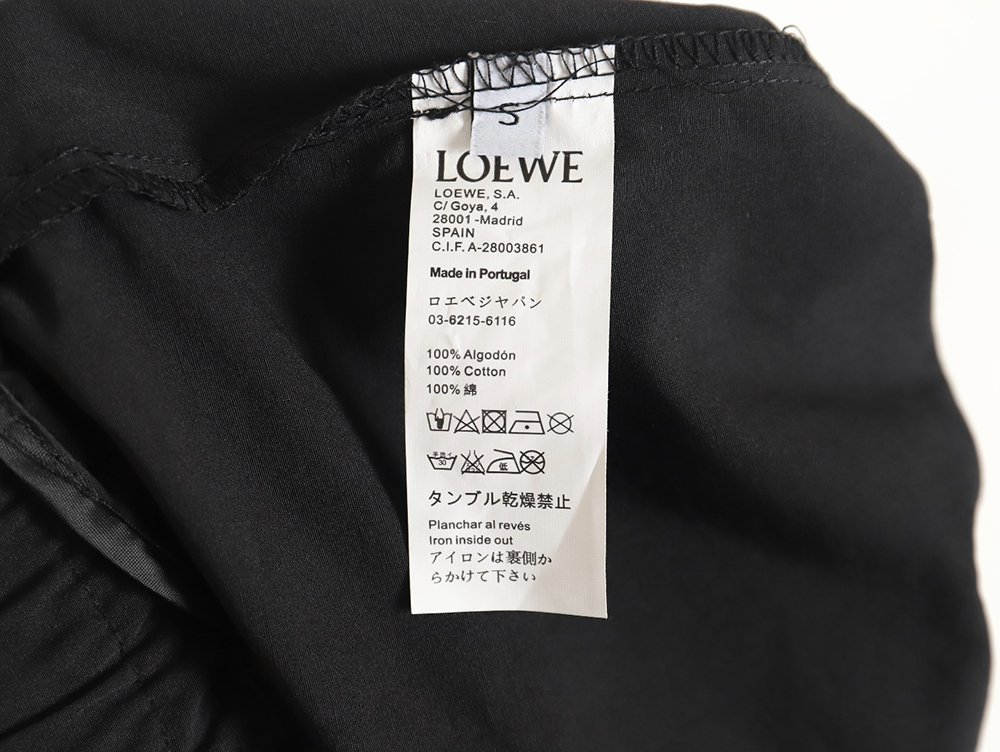 S
LOEWE
LOEWE, S.A.
C/ Goya, 4
28001 -Madrid
SPAIN
C.I.F. A-28003861
Made in Portugal
ロエベジャパン
03-6215-6116
100% Algodón
100% Cotton
100% 綿
30 低
タンブル乾燥禁止
Planchar al revés
Iron inside out
アイロンは裏側か
らかけて下さい